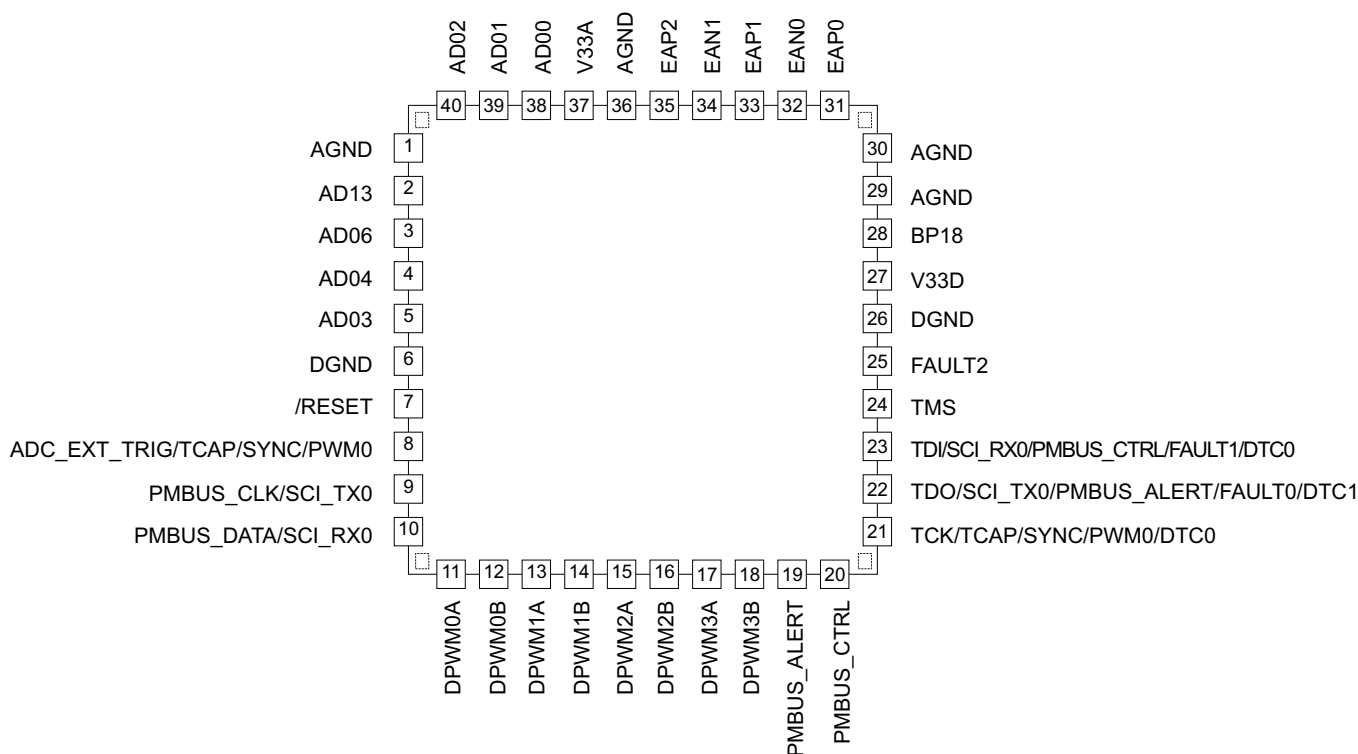 AD02
AD01
AD00
V33A
AGND
EAP2
EAN1
EAP1
EAN0
EAP0
40
39
38
37
36
35
34
33
32
31
AGND 1
AD13 2
AD06 3
AD04 4
AD03 5
DGND 6
/RESET 7
ADC_EXT_TRIG/TCAP/SYNC/PWM0 8
PMBUS_CLK/SCI_TX0 9
PMBUS_DATA/SCI_RX0 10
30 AGND
29 AGND
28 BP18
27 V33D
26 DGND
25 FAULT2
24 TMS
23 TDI/SCI_RX0/PMBUS_CTRL/FAULT1/DTC0
22 TDO/SCI_TX0/PMBUS_ALERT/FAULT0/DTC1
21 TCK/TCAP/SYNC/PWM0/DTC0
11
12
13
14
15
16
17
18
19
20
DPWM0A
DPWM0B
DPWM1A
DPWM1B
DPWM2A
DPWM2B
DPWM3A
DPWM3B
PMBUS_ALERT
PMBUS_CTRL